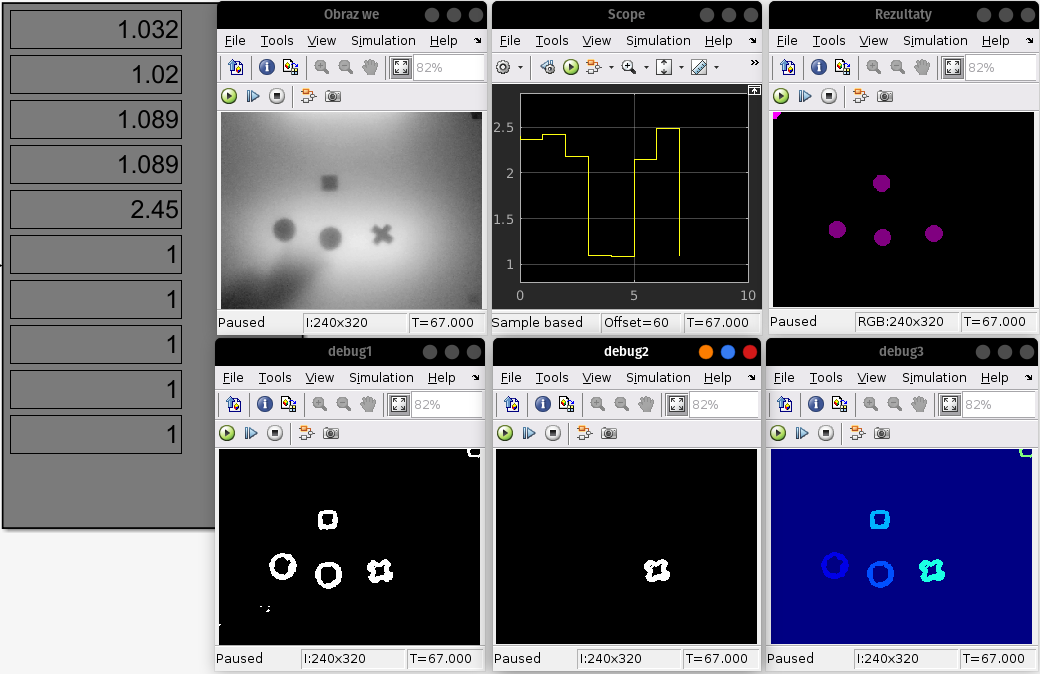 1.032
1.02
1.089
1.089
2.45
1
1
1
1
1
Obraz we
File Tools View Simulation Help
82%
Paused I:240x320 T=67.000
Scope
File Tools View Simulation Help
»
2.5
2
1.5
1
0 5 10
Sample based Offset=60 T=67.000
Rezultaty
File Tools View Simulation Help
82%
Paused RGB:240x320 T=67.000
debug1
File Tools View Simulation Help
82%
Paused I:240x320 T=67.000
debug2
File Tools View Simulation Help
82%
Paused I:240x320 T=67.000
debug3
File Tools View Simulation Help
82%
Paused I:240x320 T=67.000